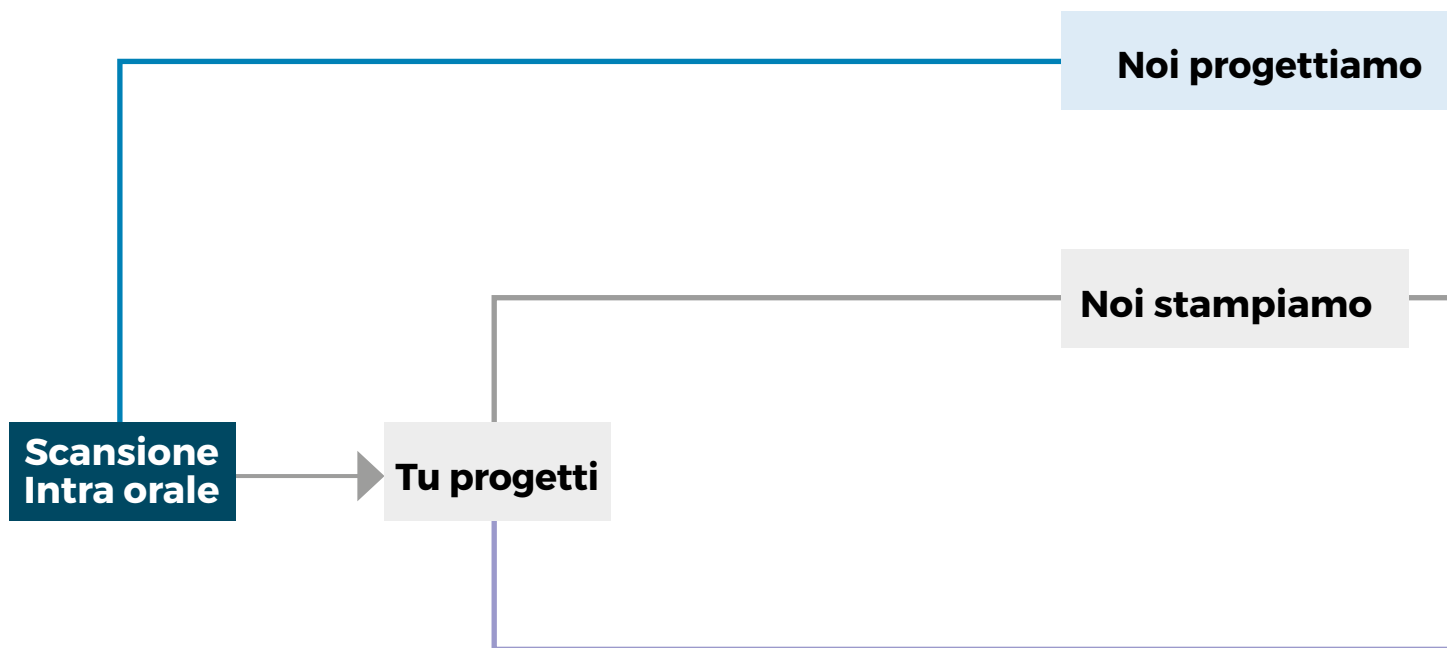 Noi progettiamo
Noi stampiamo
Scansione
Intra orale
Tu progetti